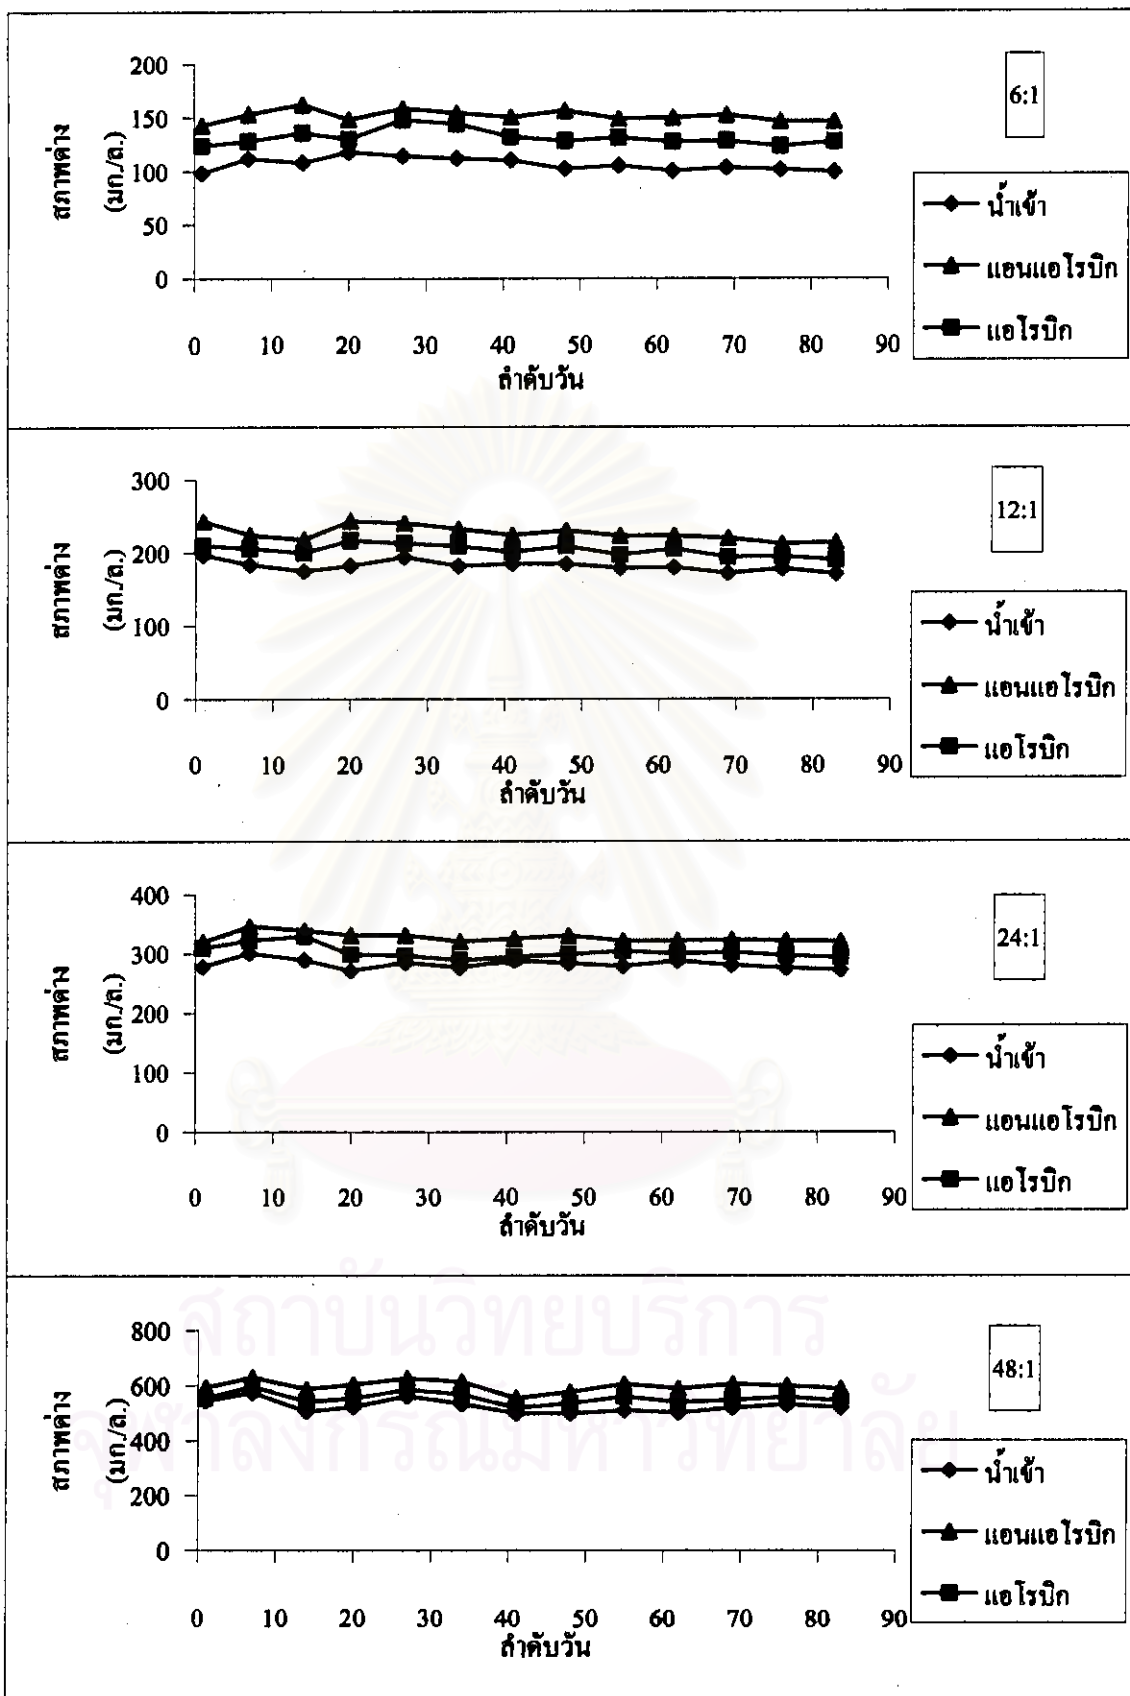 200
150
100
50
0
สภาพด่าง
(มก./ล.)
0 10 20 30 40 50 60 70 80 90
ลำดับวัน
6:1
น้ำเข้า
แอนแอโรบิก
แอโรบิก
300
200
100
0
สภาพด่าง
(มก./ล.)
0 10 20 30 40 50 60 70 80 90
ลำดับวัน
12:1
น้ำเข้า
แอนแอโรบิก
แอโรบิก
400
300
200
100
0
สภาพด่าง
(มก./ล.)
0 10 20 30 40 50 60 70 80 90
ลำดับวัน
24:1
น้ำเข้า
แอนแอโรบิก
แอโรบิก
สถาบันวิทยบริการ
จุฬาลงกรณ์มหาวิทยาลัย
800
600
400
200
0
สภาพด่าง
(มก./ล.)
0 10 20 30 40 50 60 70 80 90
ลำดับวัน
48:1
น้ำเข้า
แอนแอโรบิก
แอโรบิก